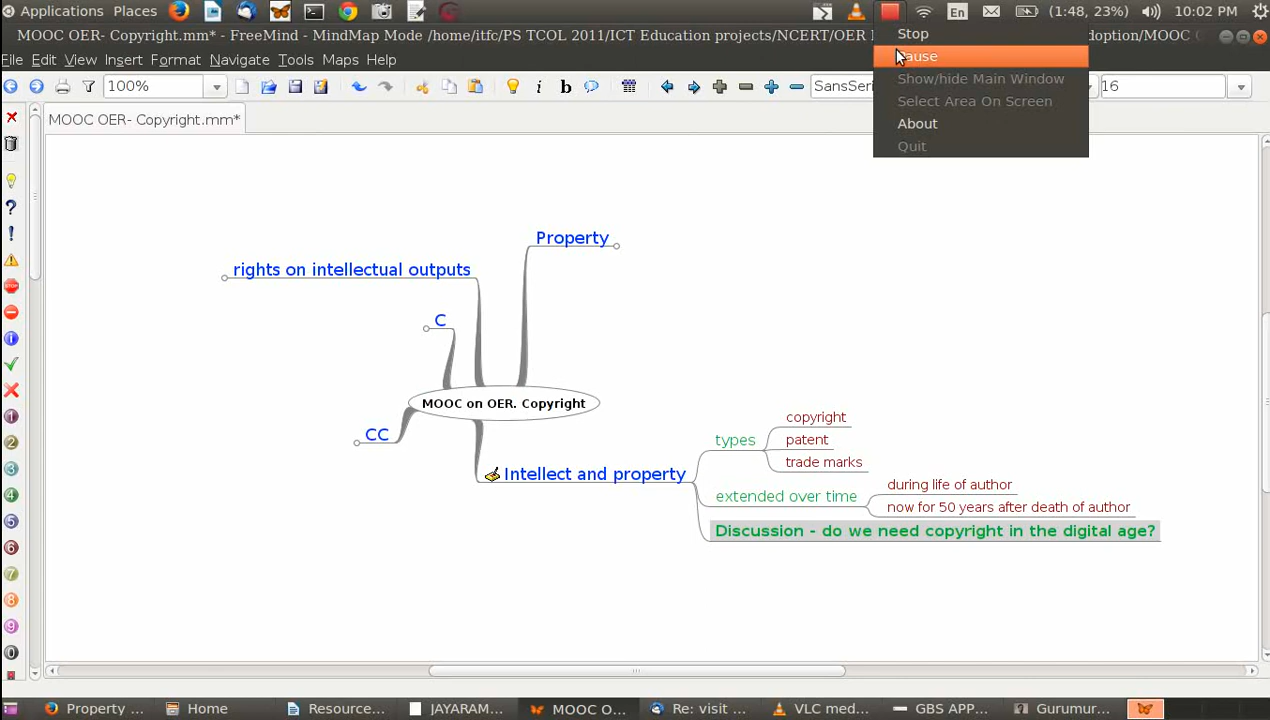 Applications Places En (1:48, 23%) 10:02 PM
MOOC OER- Copyright.mm* - FreeMind - MindMap Mode /home/itfc/PS TCOL 2011/ICT Education projects/NCERT/OER doption/MOOC
Stop
ause
Show/hide Main Window
Select Area On Screen
About
Quit
File Edit View Insert Format Navigate Tools Maps Help
100% SansSeri 16
MOOC OER- Copyright.mm*
Property
rights on intellectual outputs
C
MOOC on OER. Copyright
CC
Intellect and property
types
copyright
patent
trade marks
extended over time
during life of author
now for 50 years after death of author
Discussion - do we need copyright in the digital age?
Property ... Home Resource... JAYARAM... MOOC O... Re: visit ... VLC med... GBS APP... Gurumur...